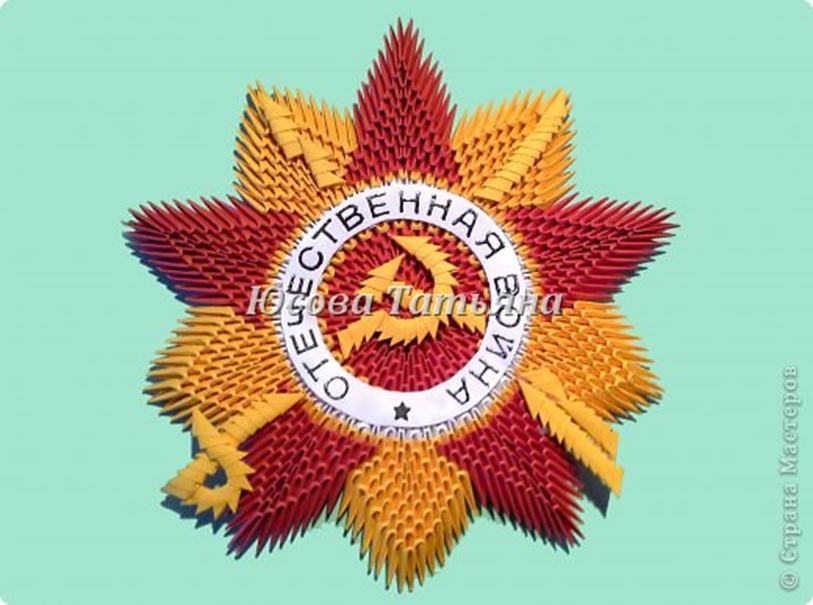 ОТЕЧЕСТВЕННАЯ ВОЙНА
Юсова Татьяна
© Страна Мастеров